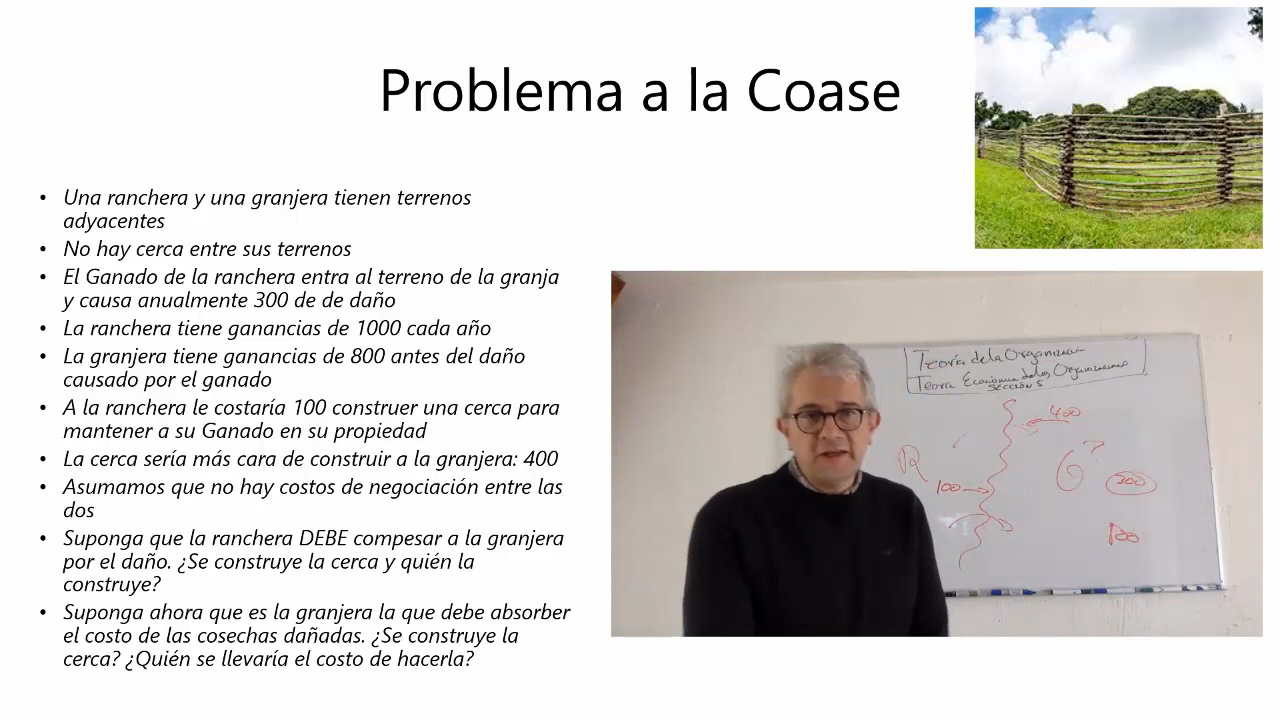 Problema a la Coase
• Una ranchera y una granjera tienen terrenos
adyacentes
• No hay cerca entre sus terrenos
• El Ganado de la ranchera entra al terreno de la granja
y causa anualmente 300 de de daño
• La ranchera tiene ganancias de 1000 cada año
• La granjera tiene ganancias de 800 antes del daño
causado por el ganado
• A la ranchera le costaría 100 construer una cerca para
mantener a su Ganado en su propiedad
• La cerca sería más cara de construir a la granjera: 400
• Asumamos que no hay costos de negociación entre las
dos
• Suponga que la ranchera DEBE compesar a la granjera
por el daño. ¿Se construye la cerca y quién la
construye?
• Suponga ahora que es la granjera la que debe absorber
el costo de las cosechas dañadas. ¿Se construye la
cerca? ¿Quién se llevaría el costo de hacerla?
Teoría de la Organización
Teoría Económica de las Organizaciones
SECCIÓN 5
400
R
G ?
100
300